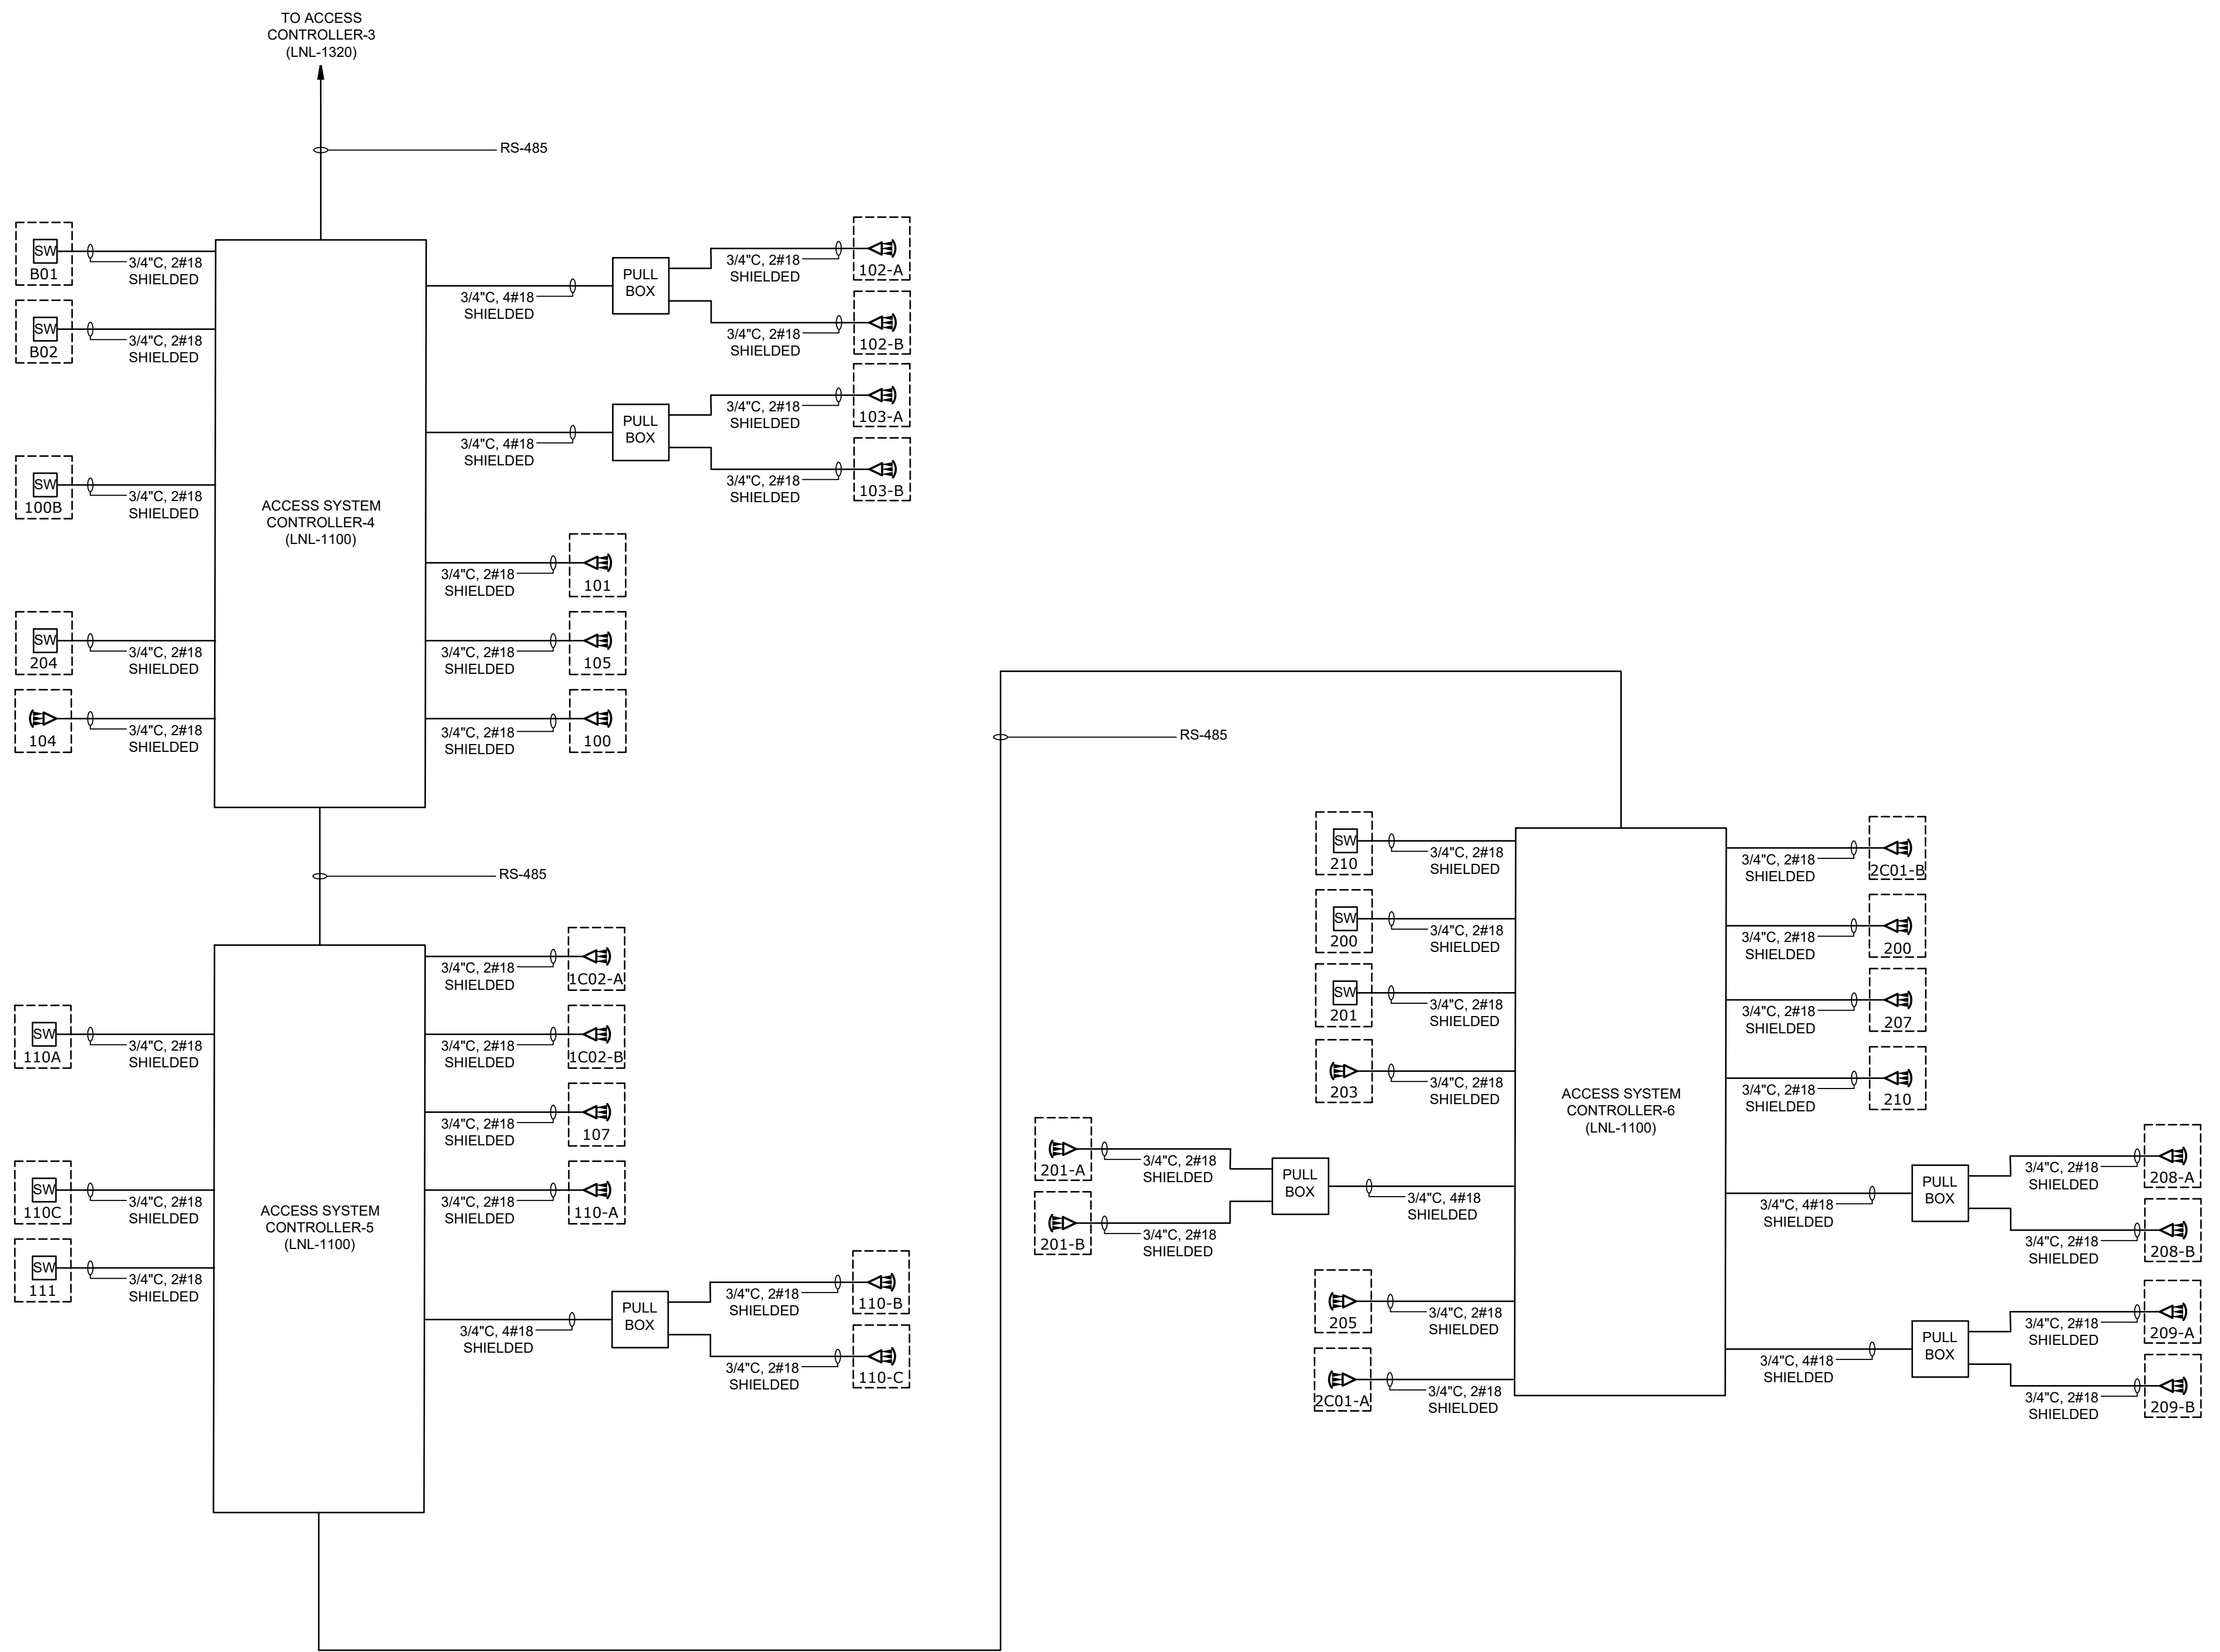 TO ACCESS
CONTROLLER-3
(LNL-1320)
RS-485
SW
B01
3/4"C, 2#18
SHIELDED
SW
B02
3/4"C, 2#18
SHIELDED
SW
100B
3/4"C, 2#18
SHIELDED
SW
204
3/4"C, 2#18
SHIELDED
104
3/4"C, 2#18
SHIELDED
ACCESS SYSTEM
CONTROLLER-4
(LNL-1100)
3/4"C, 4#18
SHIELDED
PULL
BOX
3/4"C, 2#18
SHIELDED
102-A
3/4"C, 2#18
SHIELDED
102-B
3/4"C, 4#18
SHIELDED
PULL
BOX
3/4"C, 2#18
SHIELDED
103-A
3/4"C, 2#18
SHIELDED
103-B
3/4"C, 2#18
SHIELDED
101
3/4"C, 2#18
SHIELDED
105
3/4"C, 2#18
SHIELDED
100
RS-485
SW
110A
3/4"C, 2#18
SHIELDED
SW
110C
3/4"C, 2#18
SHIELDED
SW
111
3/4"C, 2#18
SHIELDED
ACCESS SYSTEM
CONTROLLER-5
(LNL-1100)
3/4"C, 2#18
SHIELDED
1C02-A
3/4"C, 2#18
SHIELDED
1C02-B
3/4"C, 2#18
SHIELDED
107
3/4"C, 2#18
SHIELDED
110-A
3/4"C, 4#18
SHIELDED
PULL
BOX
3/4"C, 2#18
SHIELDED
110-B
3/4"C, 2#18
SHIELDED
110-C
RS-485
SW
210
3/4"C, 2#18
SHIELDED
SW
200
3/4"C, 2#18
SHIELDED
SW
201
3/4"C, 2#18
SHIELDED
203
3/4"C, 2#18
SHIELDED
201-A
3/4"C, 2#18
SHIELDED
201-B
3/4"C, 2#18
SHIELDED
PULL
BOX
3/4"C, 4#18
SHIELDED
205
3/4"C, 2#18
SHIELDED
2C01-A
3/4"C, 2#18
SHIELDED
ACCESS SYSTEM
CONTROLLER-6
(LNL-1100)
3/4"C, 2#18
SHIELDED
2C01-B
3/4"C, 2#18
SHIELDED
200
3/4"C, 2#18
SHIELDED
207
3/4"C, 2#18
SHIELDED
210
3/4"C, 4#18
SHIELDED
PULL
BOX
3/4"C, 2#18
SHIELDED
208-A
3/4"C, 2#18
SHIELDED
208-B
3/4"C, 4#18
SHIELDED
PULL
BOX
3/4"C, 2#18
SHIELDED
209-A
3/4"C, 2#18
SHIELDED
209-B